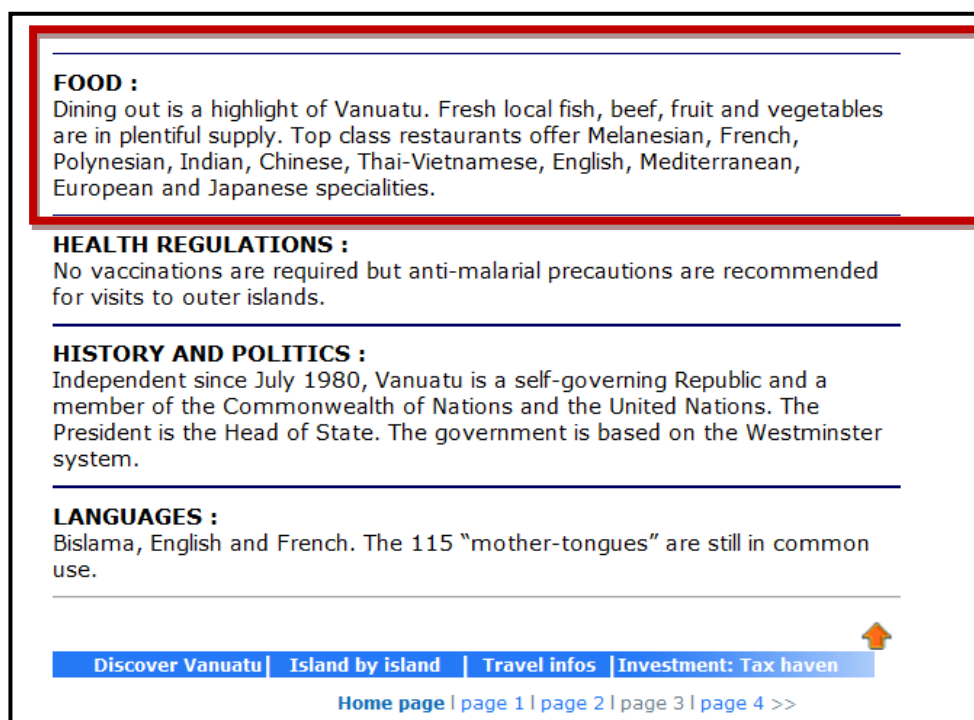 FOOD :
Dining out is a highlight of Vanuatu. Fresh local fish, beef, fruit and vegetables
are in plentiful supply. Top class restaurants offer Melanesian, French,
Polynesian, Indian, Chinese, Thai-Vietnamese, English, Mediterranean,
European and Japanese specialities.
HEALTH REGULATIONS :
No vaccinations are required but anti-malarial precautions are recommended
for visits to outer islands.
HISTORY AND POLITICS :
Independent since July 1980, Vanuatu is a self-governing Republic and a
member of the Commonwealth of Nations and the United Nations. The
President is the Head of State. The government is based on the Westminster
system.
LANGUAGES :
Bislama, English and French. The 115 “mother-tongues” are still in common
use.
Discover Vanuatu| Island by island | Travel infos |Investment: Tax haven
Home page l page 1 l page 2 l page 3 l page 4 >>